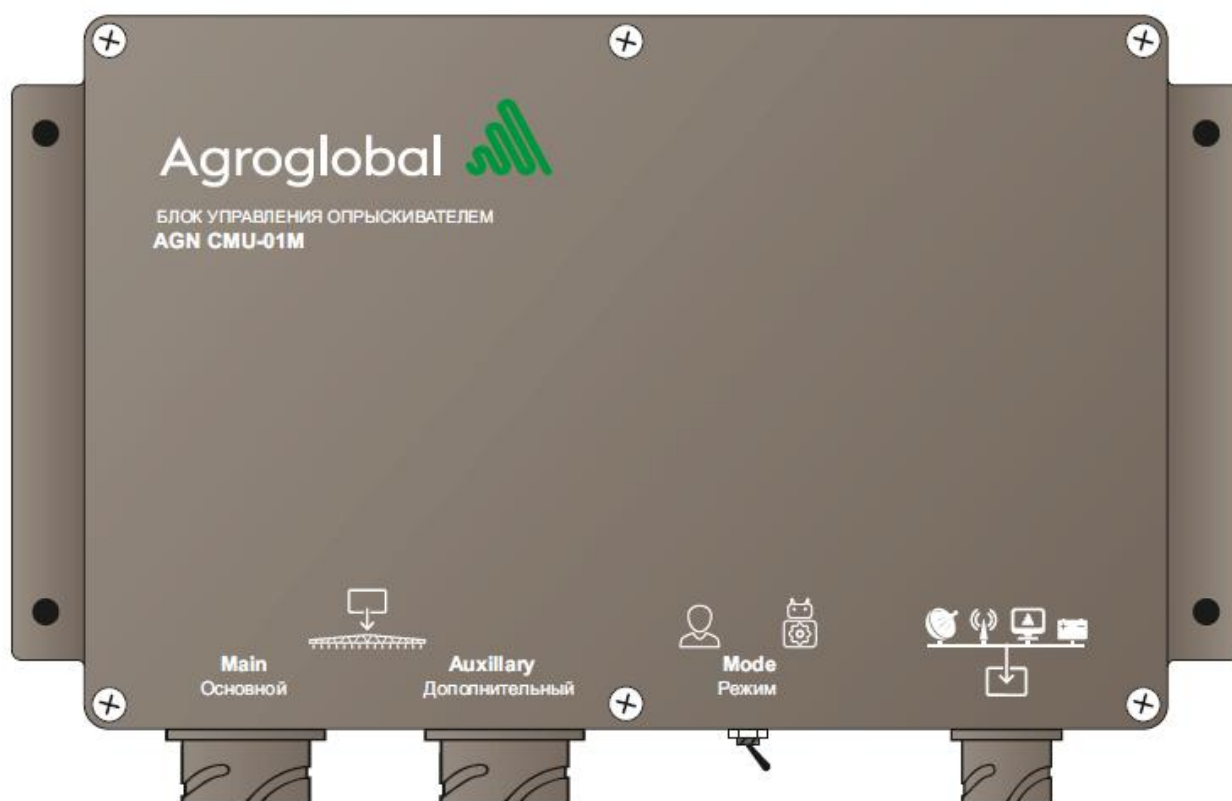 Agroglobal
БЛОК УПРАВЛЕНИЯ ОПРЫСКИВАТЕЛЕМ
AGN CMU-01M
Main
Основной
Auxillary
Дополнительный
Mode
Режим